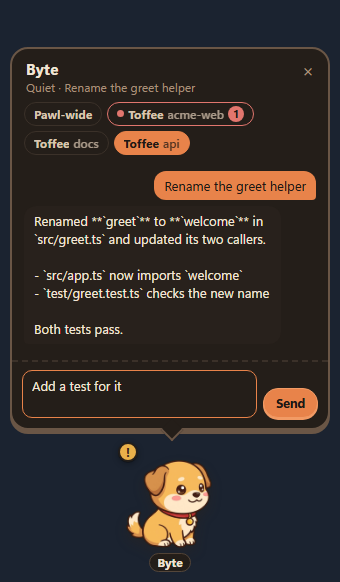 Byte
Quiet · Rename the greet helper
×
Pawl-wide
Toffee acme-web 1
Toffee docs
Toffee api
Rename the greet helper
Renamed **`greet`** to **`welcome`** in
`src/greet.ts` and updated its two callers.
- `src/app.ts` now imports `welcome`
- `test/greet.test.ts` checks the new name
Both tests pass.
Add a test for it
Send
!
Byte